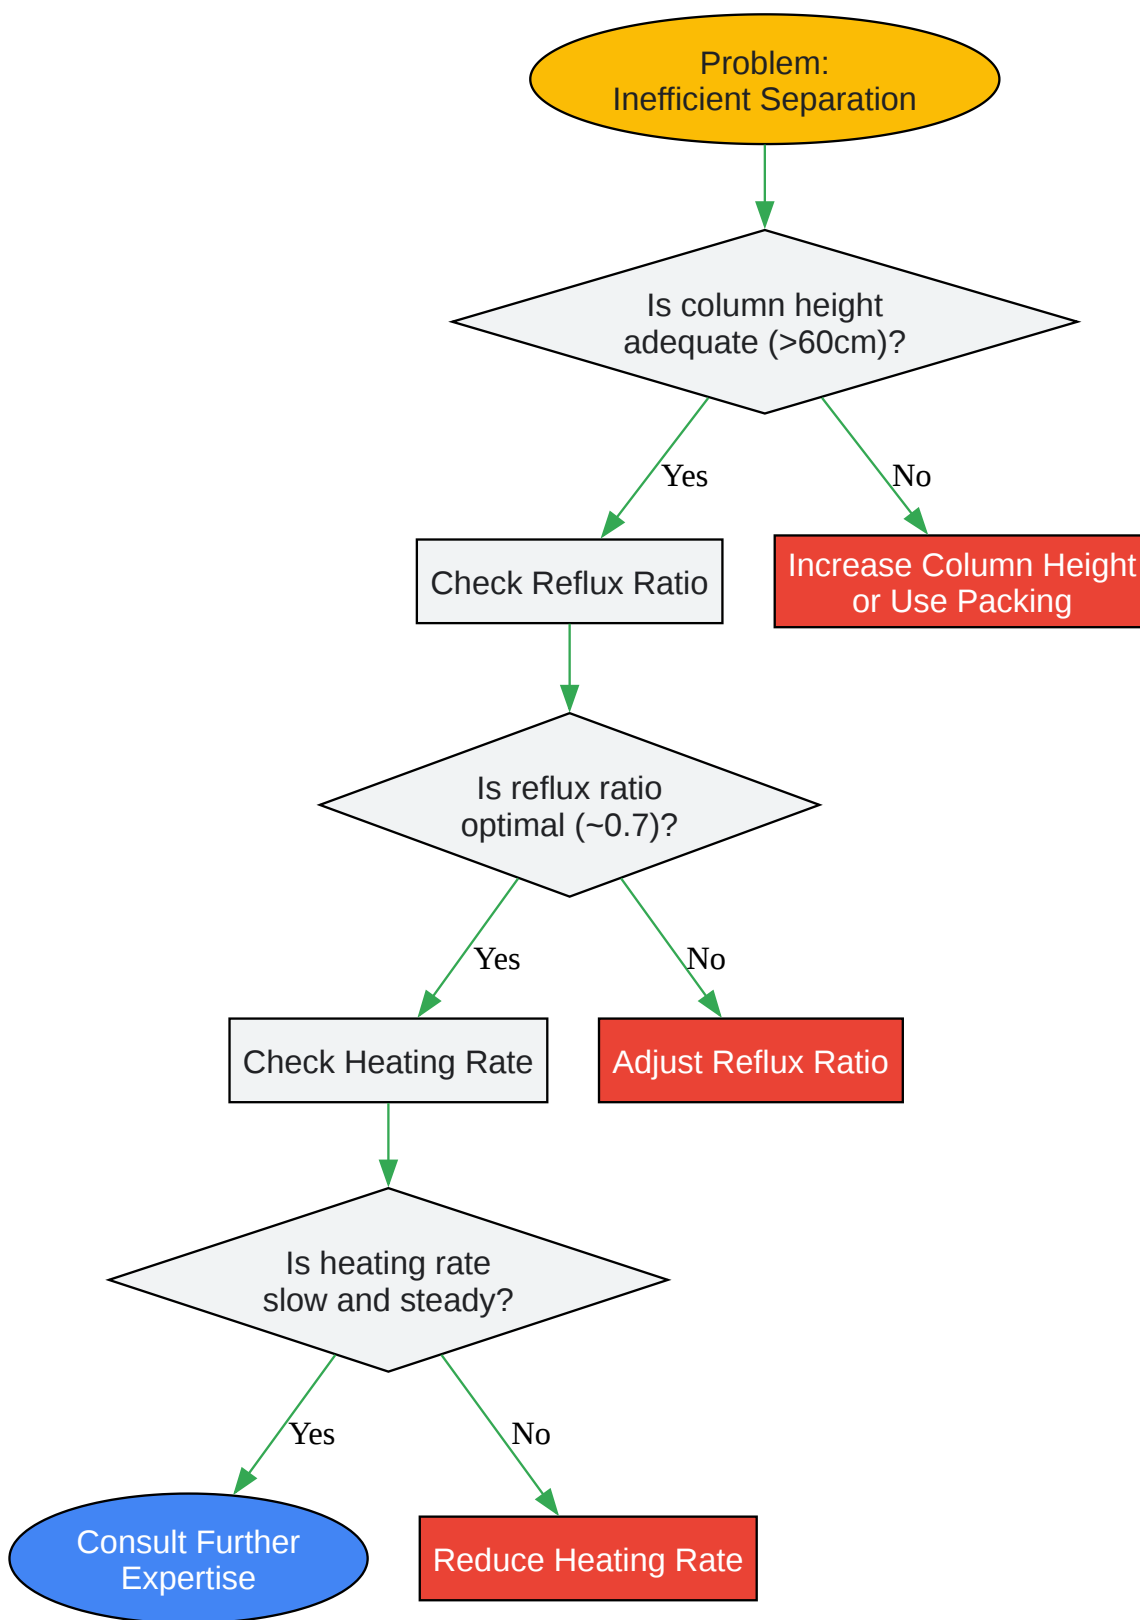 Problem:
Inefficient Separation
Is column height
adequate (>60cm)?
Yes
No
Check Reflux Ratio
Increase Column Height
or Use Packing
Is reflux ratio
optimal (~0.7)?
Yes
No
Check Heating Rate
Adjust Reflux Ratio
Is heating rate
slow and steady?
Yes
No
Consult Further
Expertise
Reduce Heating Rate